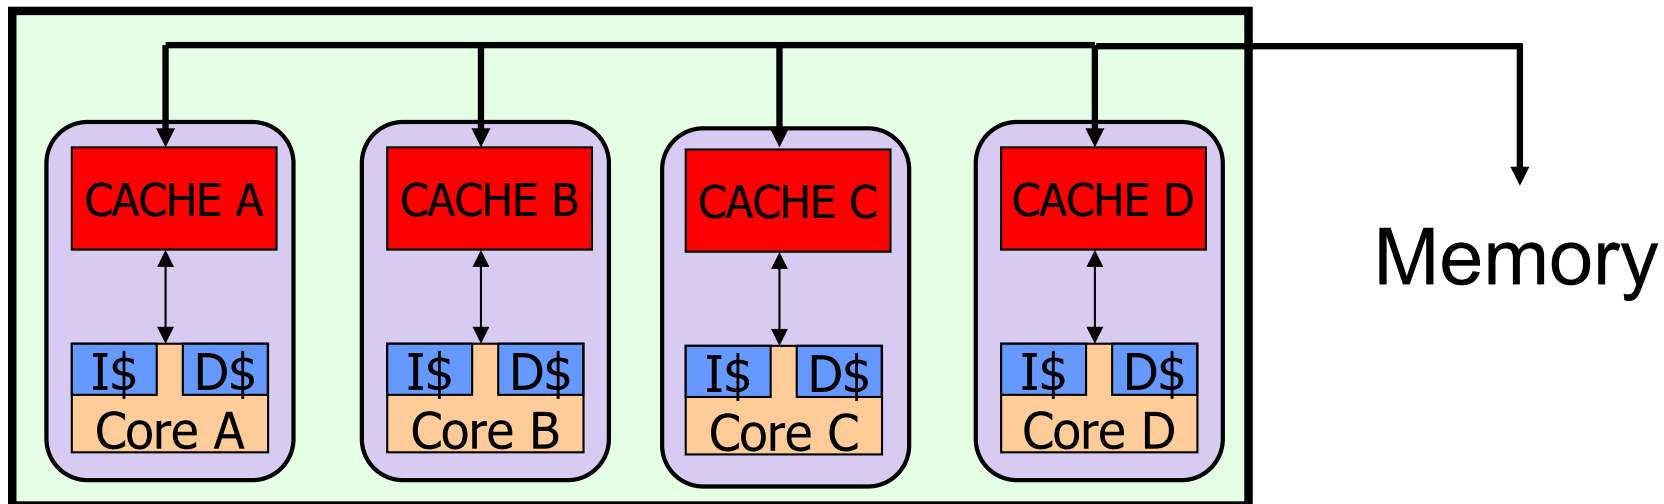 CACHE A
CACHE B
CACHE C
CACHE D
Memory
I$ D$
Core A
I$ D$
Core B
I$ D$
Core C
I$ D$
Core D